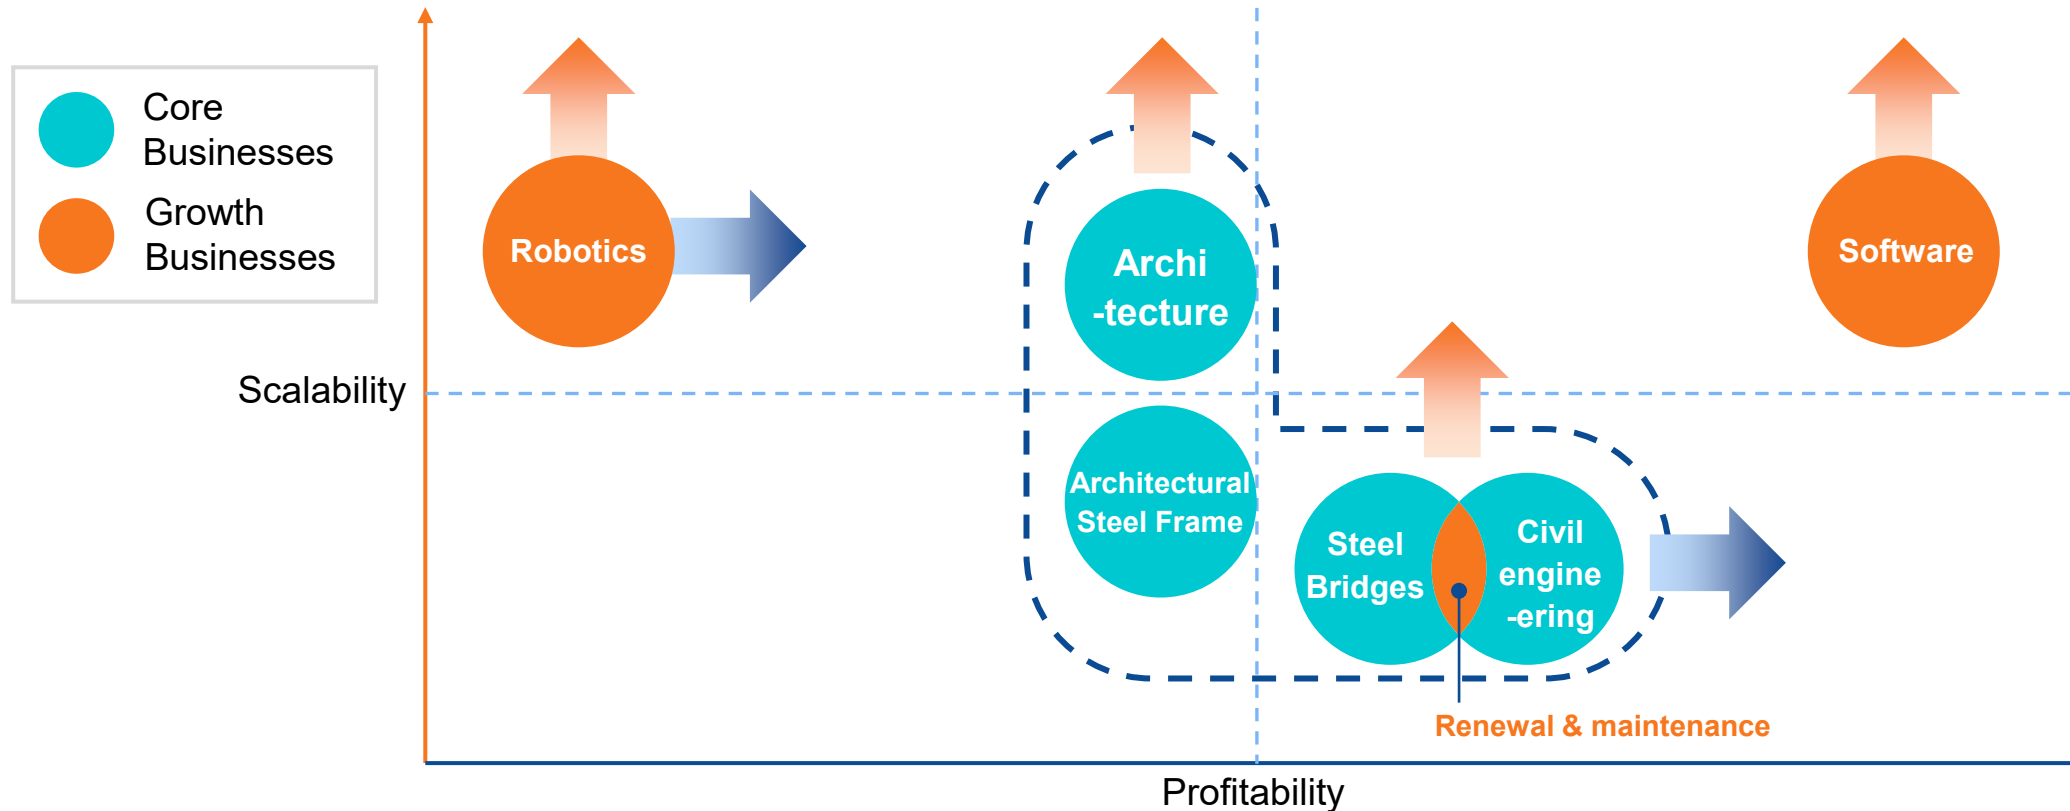 Core
Businesses
Growth
Businesses
Robotics
Archi
-tecture
Software
Scalability
Architectural
Steel Frame
Steel
Bridges
Civil
engine
-ering
Renewal & maintenance
Profitability